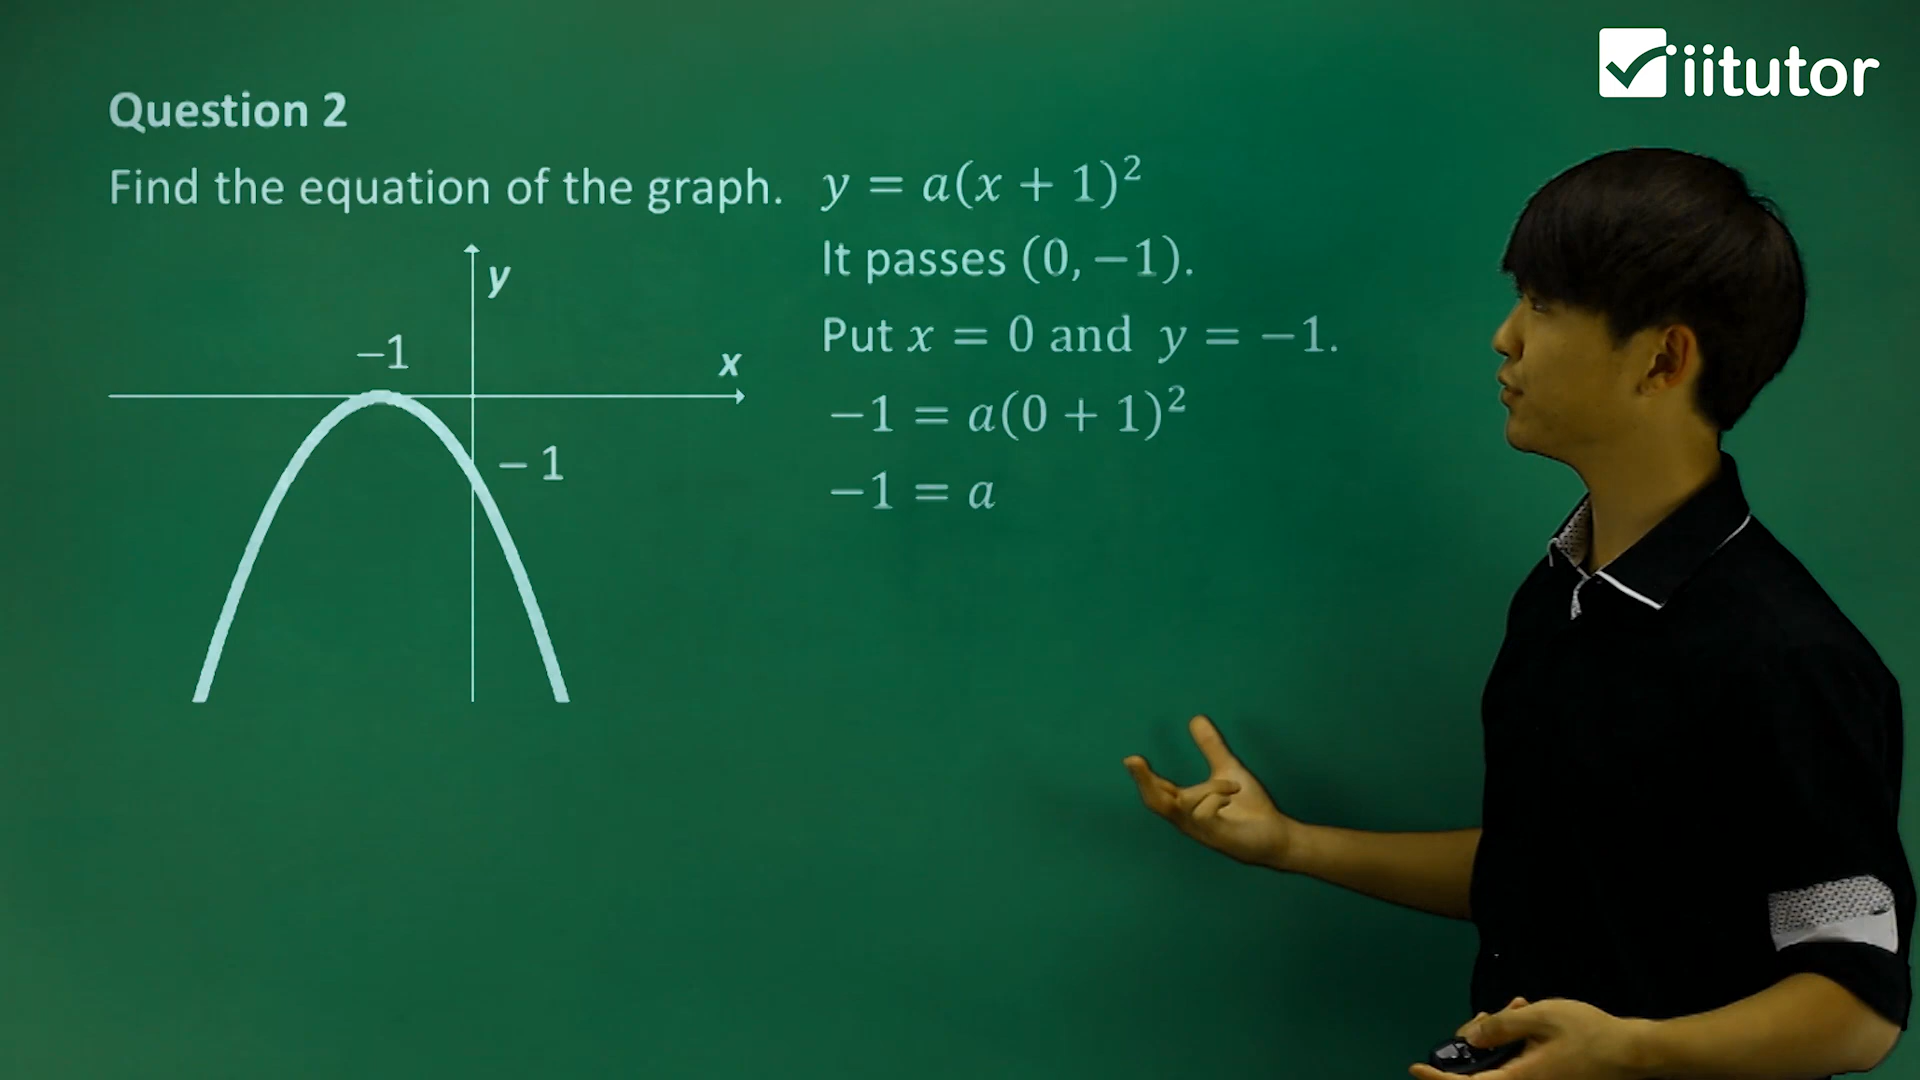 iitutor
Question 2
Find the equation of the graph.
y = a(x + 1)²
It passes (0, −1).
Put x = 0 and y = −1.
−1 = a(0 + 1)²
−1 = a
y
−1
x
− 1